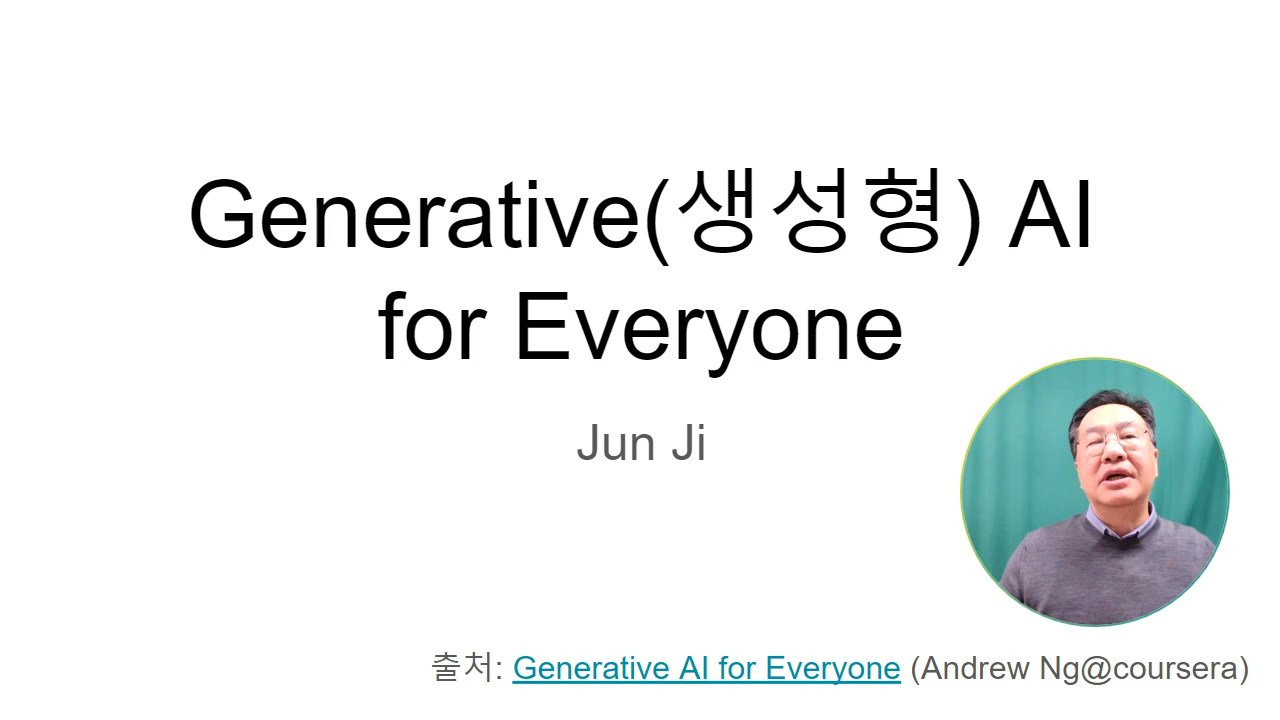 Generative(생성형) AI
for Everyone
Jun Ji
출처: Generative AI for Everyone (Andrew Ng@coursera)